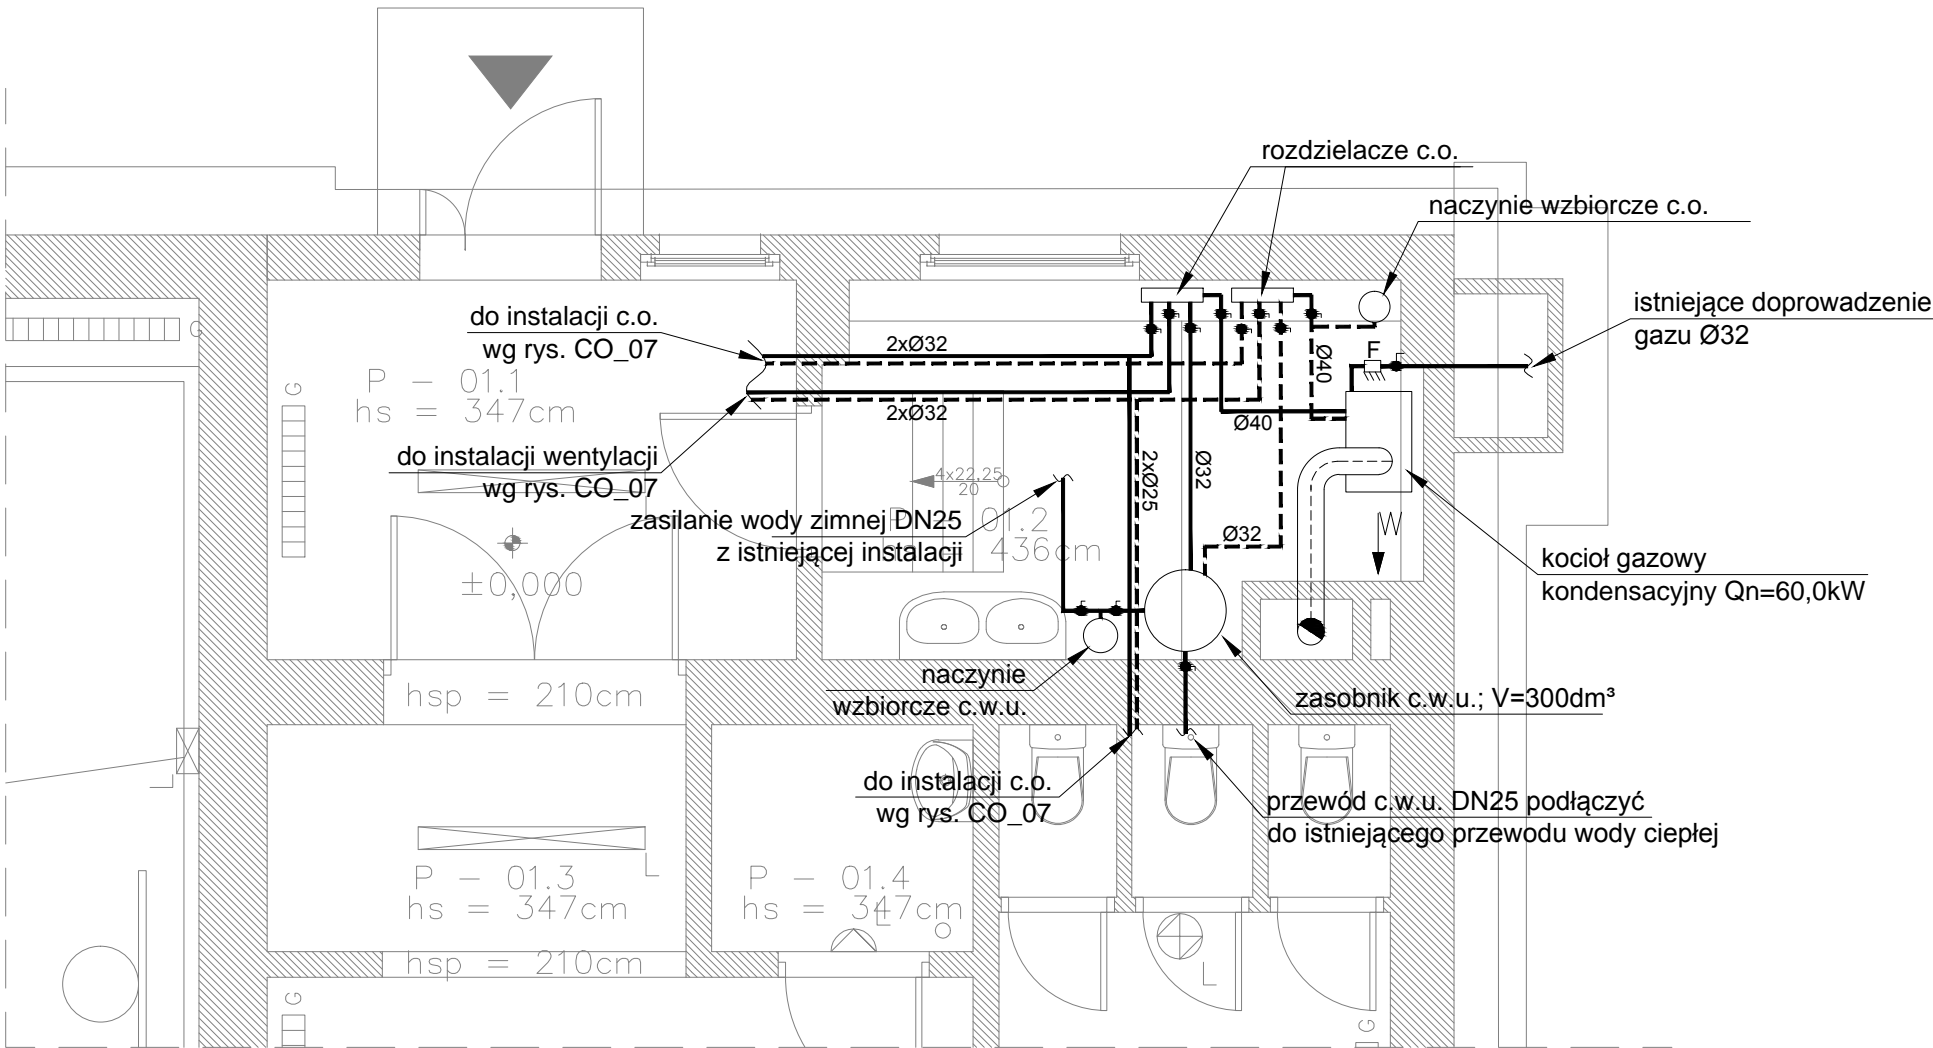 rozdzielacze c.o.
naczynie wzbiorcze c.o.
istniejące doprowadzenie
gazu Ø32
do instalacji c.o.
wg rys. CO_07
2xØ32
G
P - 01.1
hs = 347cm
G
2xØ32
Ø40
F
Ø40
do instalacji wentylacji
wg rys. CO_07
4x22,25
20
2xØ25
Ø32
zasilanie wody zimnej DN25
z istniejącej instalacji
P - 01.2
436cm
Ø32
W
kocioł gazowy
kondensacyjny Qn=60,0kW
±0,000
naczynie
wzbiorcze c.w.u.
hsp = 210cm
zasobnik c.w.u.; V=300dm³
L
do instalacji c.o.
wg rys. CO_07
przewód c.w.u. DN25 podłączyć
do istniejącego przewodu wody ciepłej
L
P - 01.3
hs = 347cm
P - 01.4
hs = 347cm
L
L
hsp = 210cm
G
G